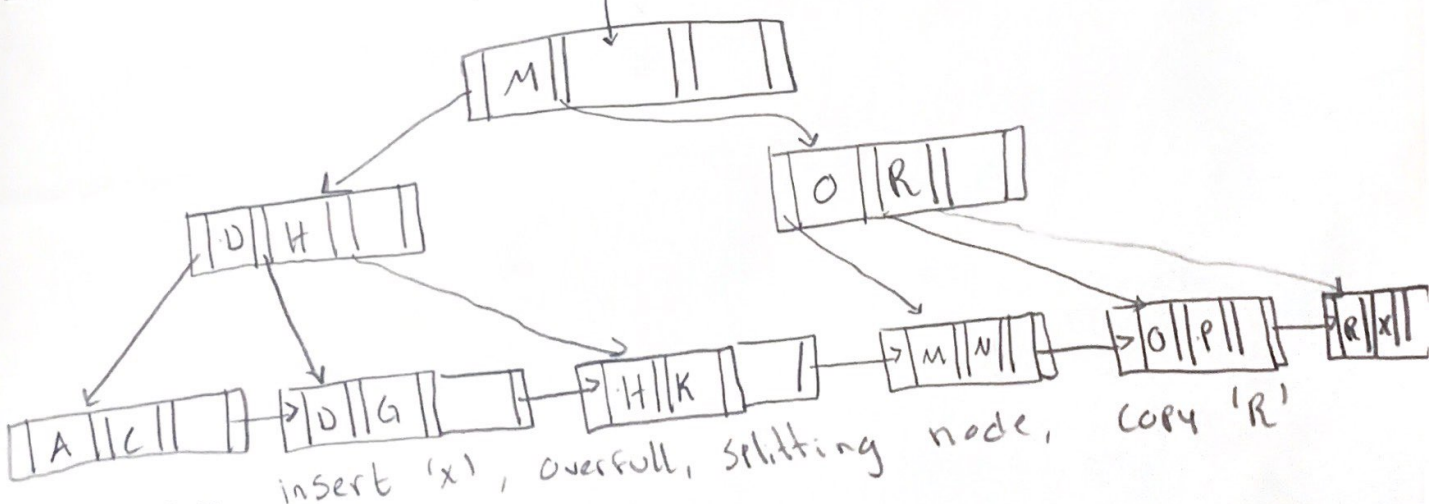 M
O R
D H
A C D G H K M N O P R X
insert 'x', overfull, splitting node, copy 'R'